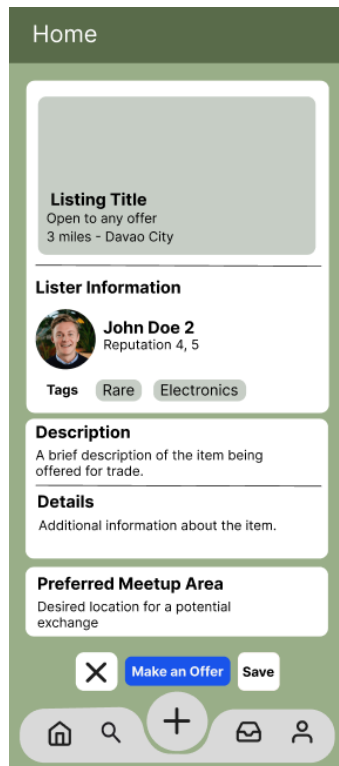 Home
Listing Title
Open to any offer
3 miles - Davao City
Lister Information
John Doe 2
Reputation 4, 5
Tags Rare Electronics
Description
A brief description of the item being
offered for trade.
Details
Additional information about the item.
Preferred Meetup Area
Desired location for a potential
exchange
Make an Offer Save